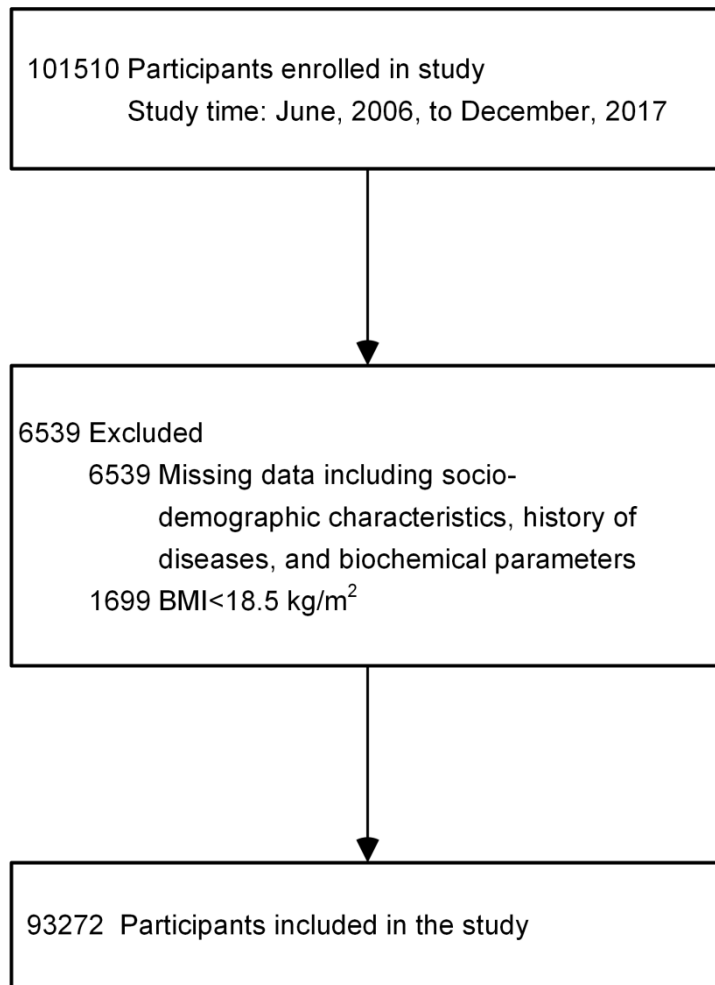 101510 Participants enrolled in study
Study time: June, 2006, to December, 2017
6539 Excluded
6539 Missing data including socio-
demographic characteristics, history of
diseases, and biochemical parameters
1699 BMI<18.5 kg/m²
93272 Participants included in the study